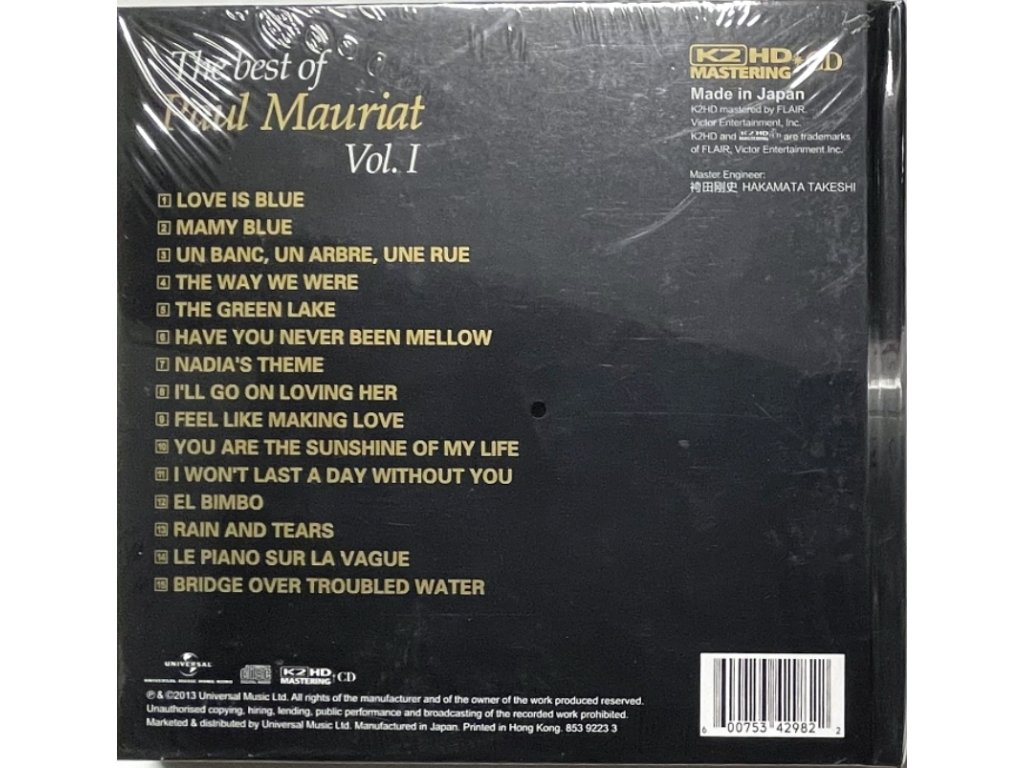 The best of
Paul Mauriat
Vol. I
1 LOVE IS BLUE
2 MAMY BLUE
3 UN BANC, UN ARBRE, UNE RUE
4 THE WAY WE WERE
5 THE GREEN LAKE
6 HAVE YOU NEVER BEEN MELLOW
7 NADIA'S THEME
8 I'LL GO ON LOVING HER
9 FEEL LIKE MAKING LOVE
10 YOU ARE THE SUNSHINE OF MY LIFE
11 I WON'T LAST A DAY WITHOUT YOU
12 EL BIMBO
13 RAIN AND TEARS
14 LE PIANO SUR LA VAGUE
15 BRIDGE OVER TROUBLED WATER
K2 HD
MASTERING CD
Made in Japan
K2HD mastered by FLAIR,
Victor Entertainment, Inc.
K2HD and K2 HD are trademarks
of FLAIR, Victor Entertainment Inc.
Master Engineer:
袴田剛史 HAKAMATA TAKESHI
UNIVERSAL
K2 HD
MASTERING CD
℗ & ©2013 Universal Music Ltd. All rights of the manufacturer and of the owner of the work produced reserved.
Unauthorised copying, hiring, lending, public performance and broadcasting of the recorded work prohibited.
Marketed & distributed by Universal Music Ltd. Manufactured in Japan. Printed in Hong Kong. 853 9223 3
6 00753 42982 2